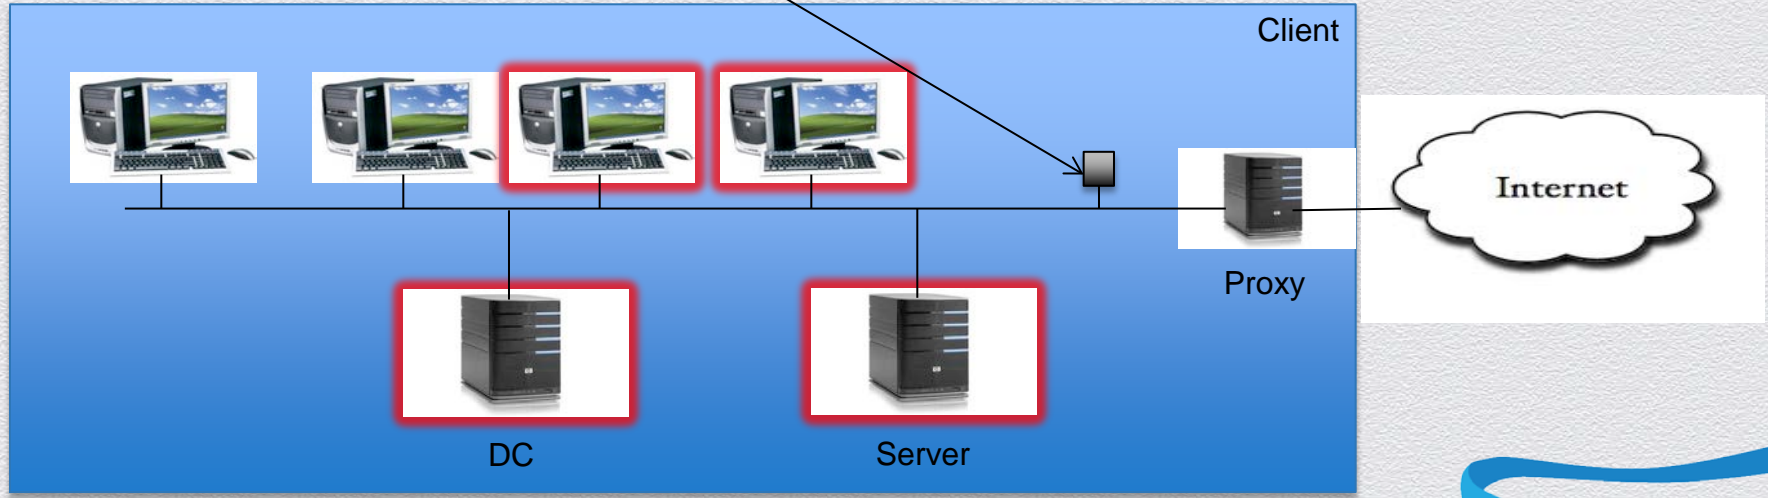 Client
Internet
Proxy
DC
Server